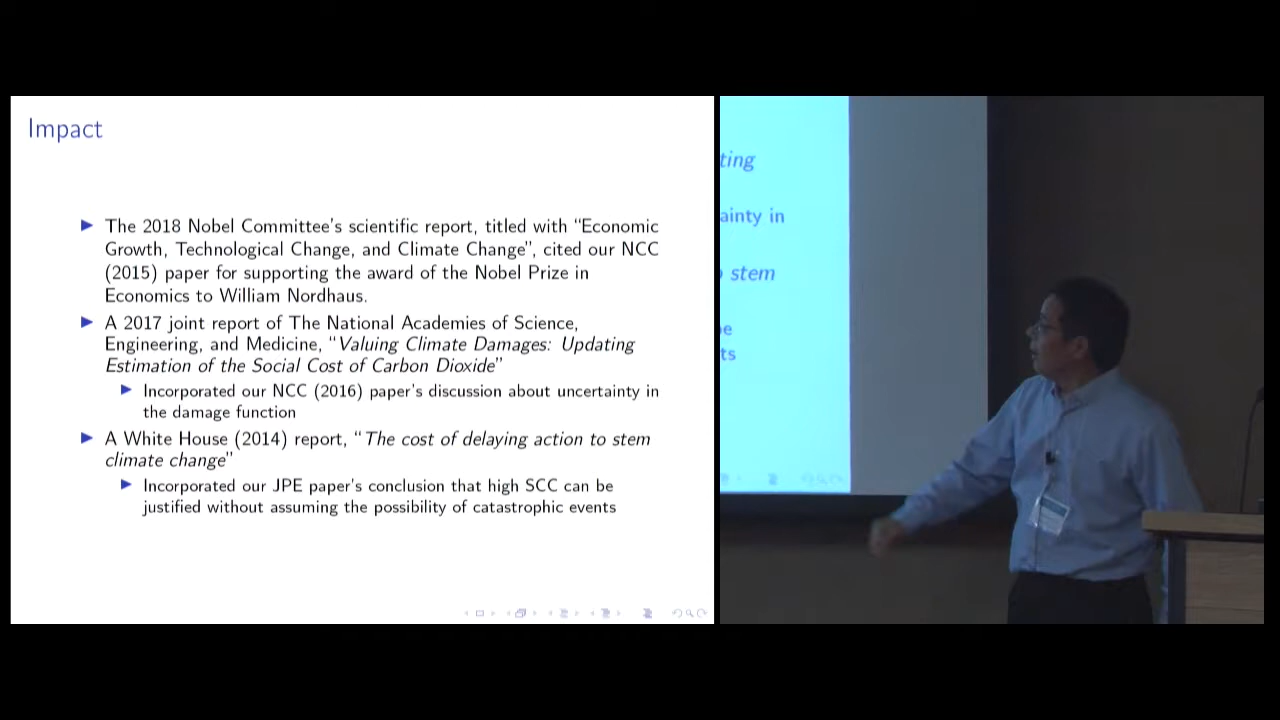 Impact
The 2018 Nobel Committee's scientific report, titled with "Economic
Growth, Technological Change, and Climate Change", cited our NCC
(2015) paper for supporting the award of the Nobel Prize in
Economics to William Nordhaus.
A 2017 joint report of The National Academies of Science,
Engineering, and Medicine, "Valuing Climate Damages: Updating
Estimation of the Social Cost of Carbon Dioxide"
Incorporated our NCC (2016) paper's discussion about uncertainty in
the damage function
A White House (2014) report, "The cost of delaying action to stem
climate change"
Incorporated our JPE paper's conclusion that high SCC can be
justified without assuming the possibility of catastrophic events
ting
ainty in
stem
e
ts